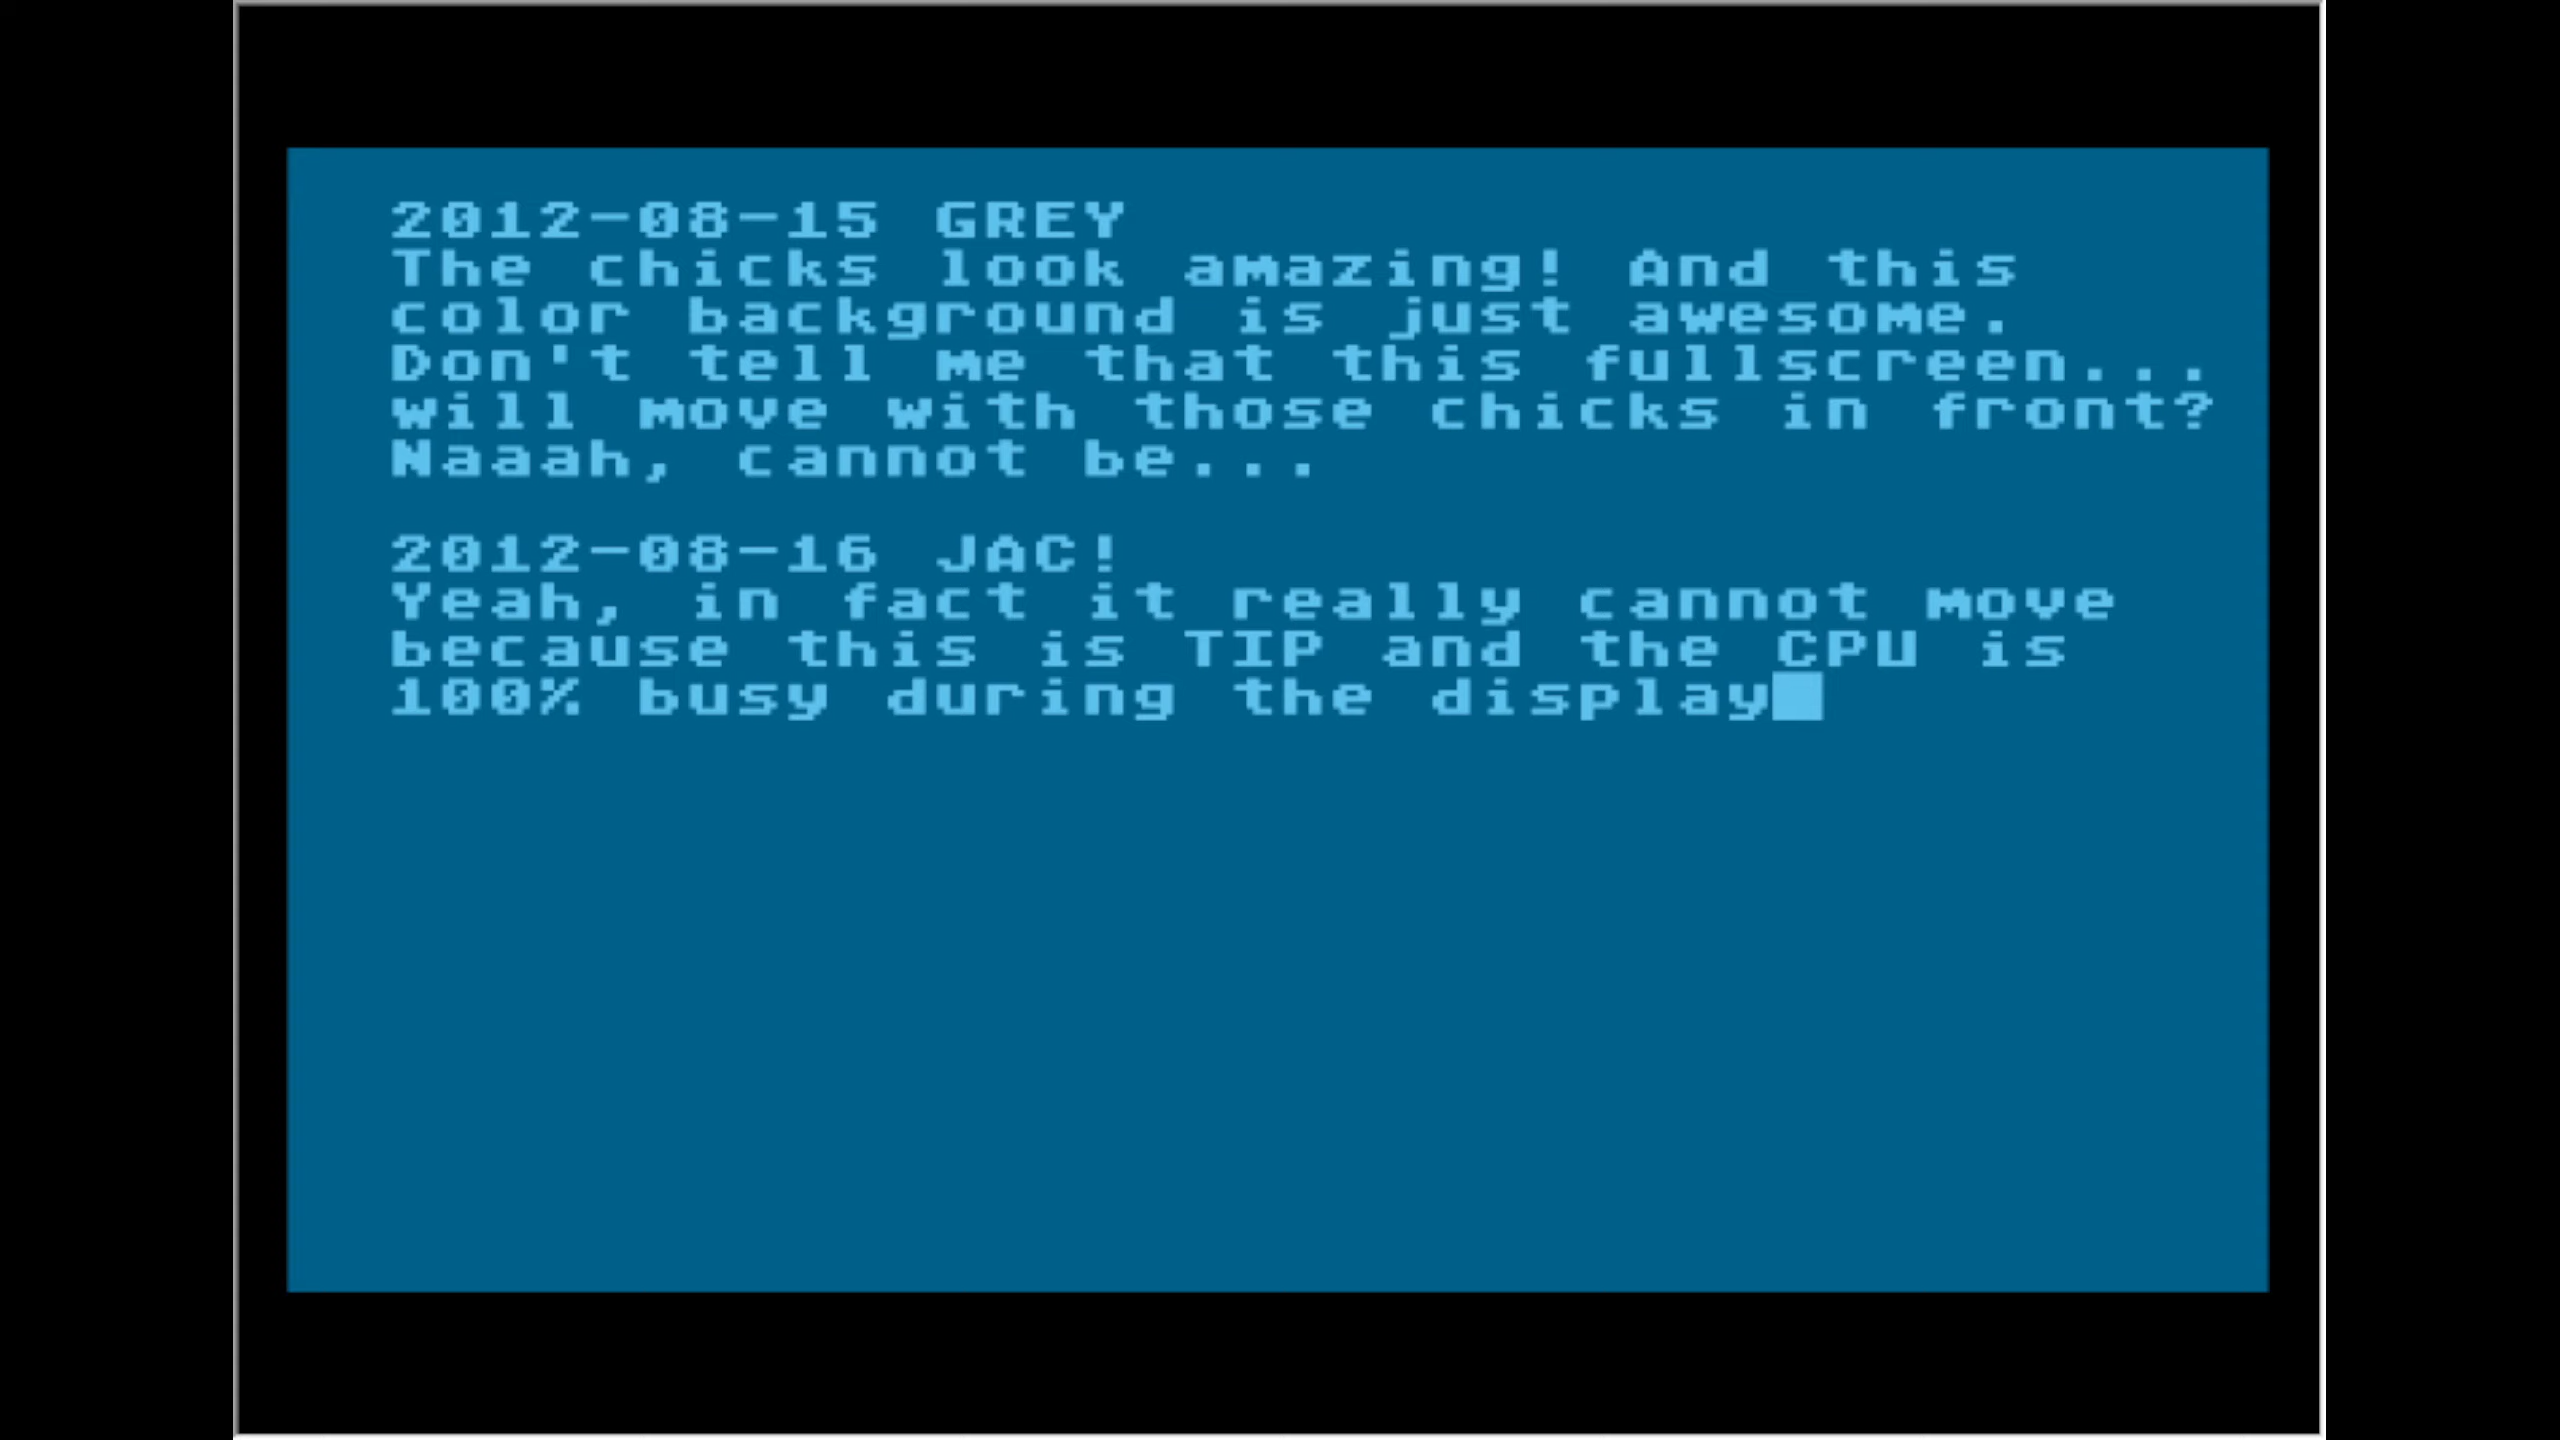 2012-08-15 GREY
The chicks look amazing! And this
color background is just awesome.
Don't tell me that this fullscreen...
will move with those chicks in front?
Naaah, cannot be...
2012-08-16 JAC!
Yeah, in fact it really cannot move
because this is TIP and the CPU is
100% busy during the display